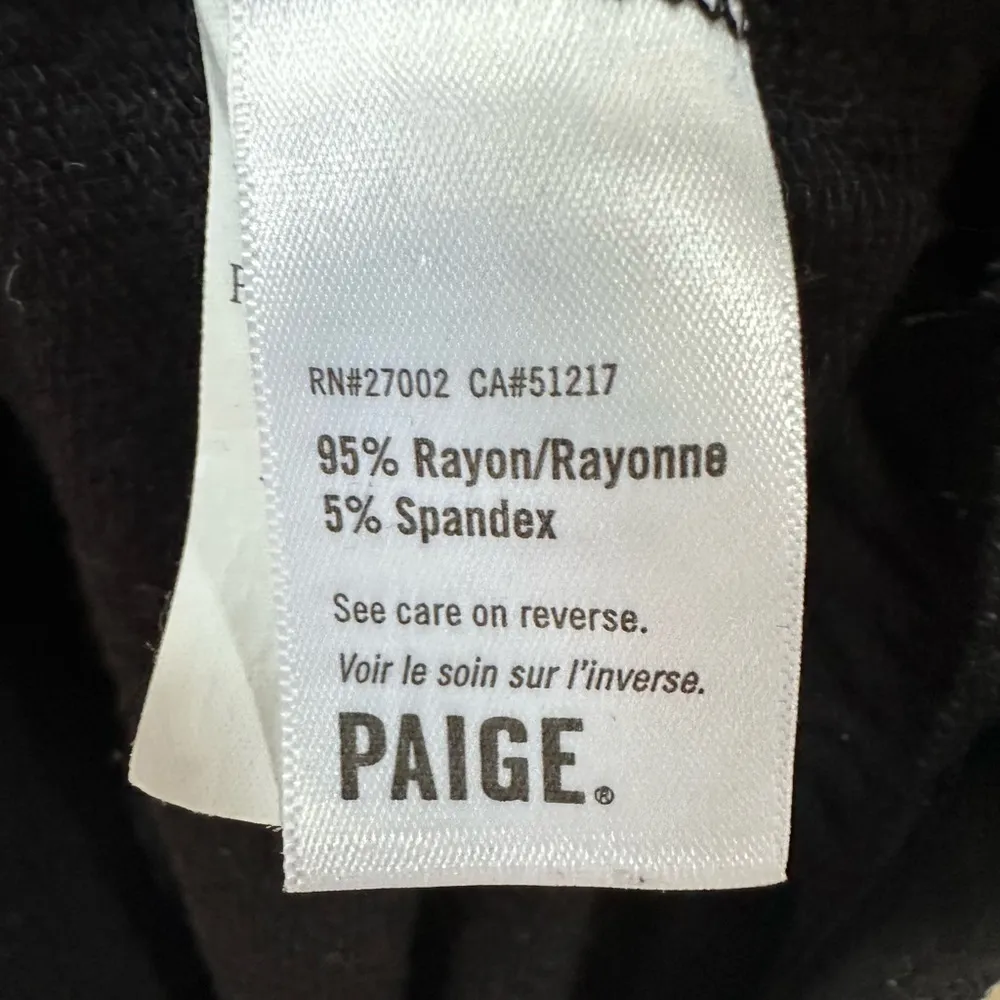 F
RN#27002 CA#51217
95% Rayon/Rayonne
5% Spandex
See care on reverse.
Voir le soin sur l'inverse.
PAIGE®